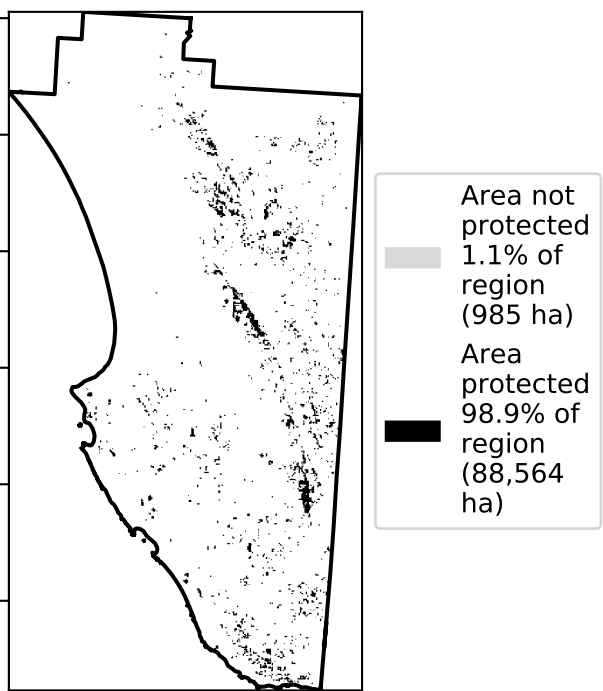 Area not
protected
1.1% of
region
(985 ha)
Area
protected
98.9% of
region
(88,564
ha)